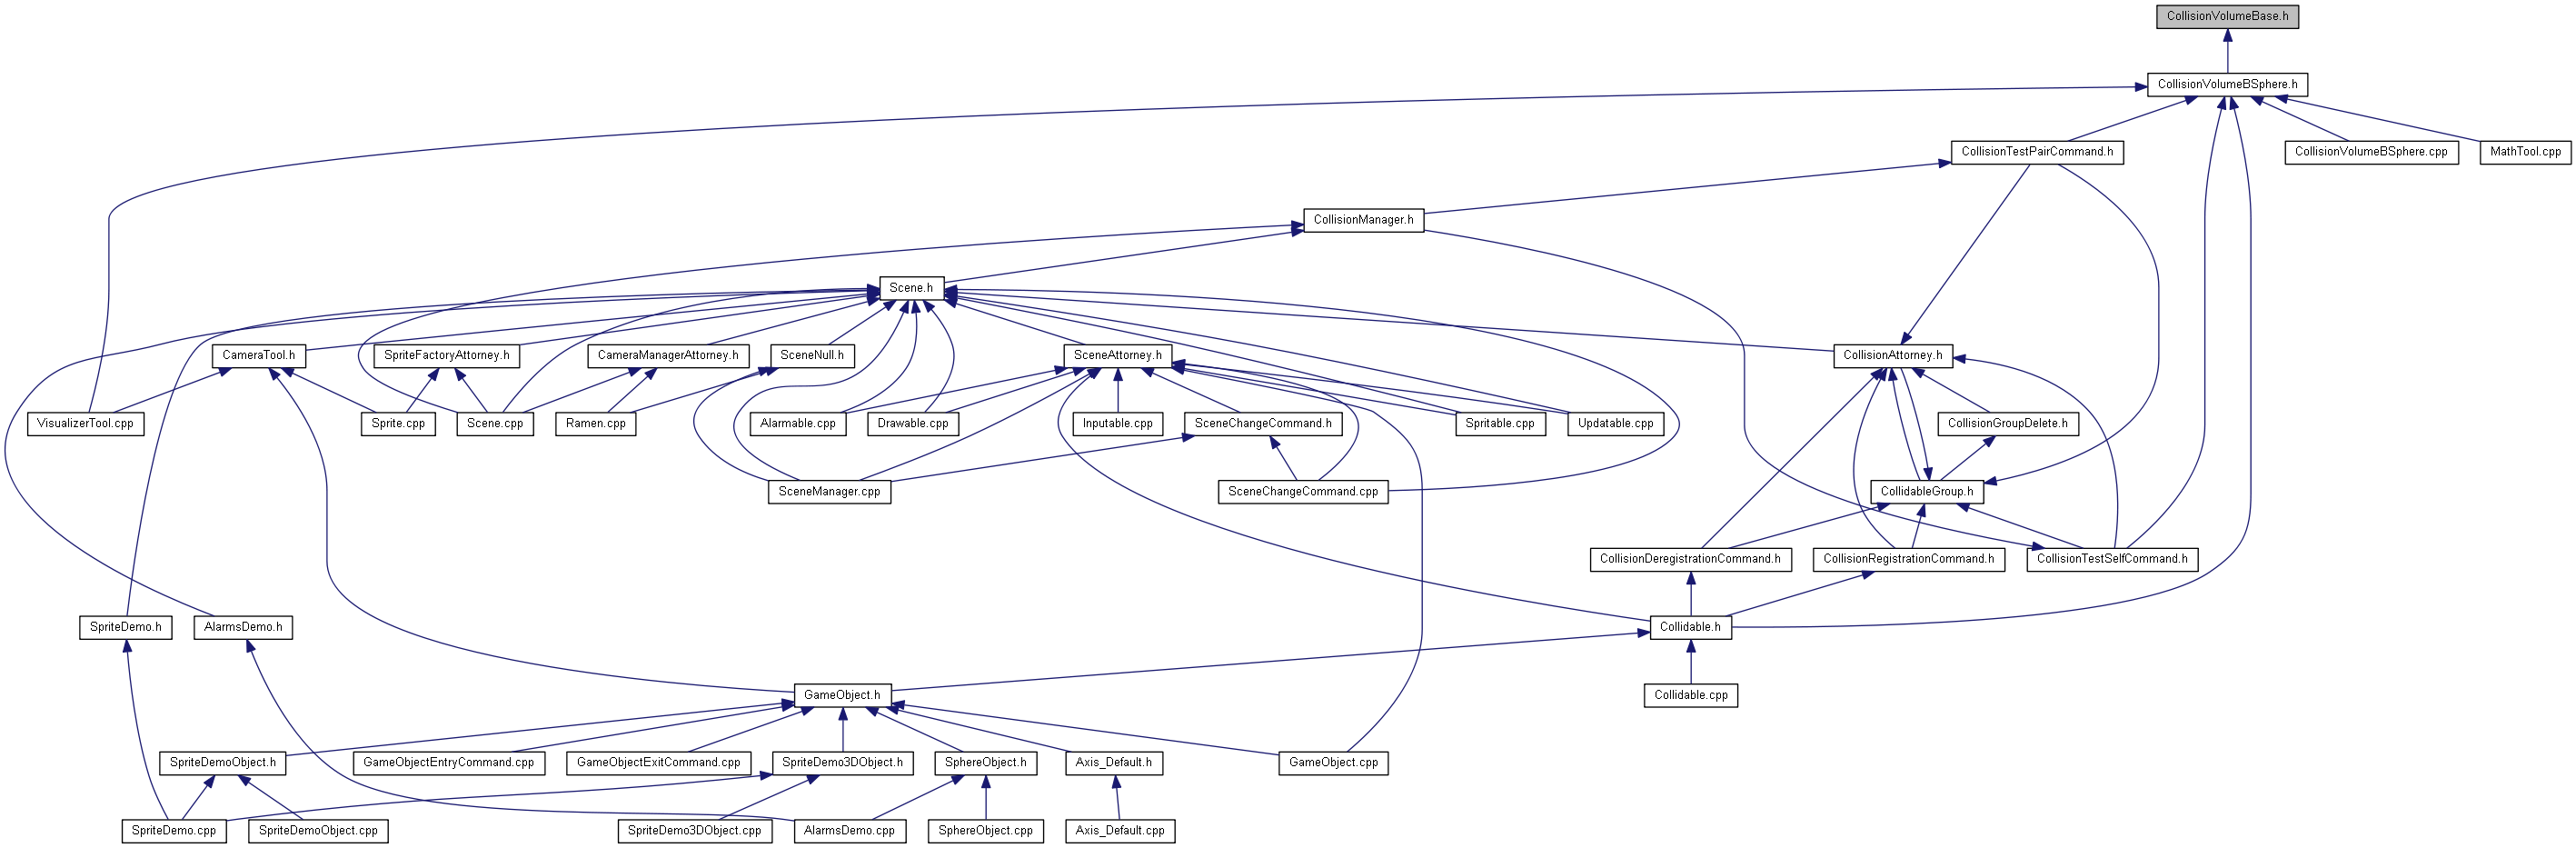 CollisionVolumeBase.h
CollisionVolumeBSphere.h
CollisionTestPairCommand.h
CollisionVolumeBSphere.cpp
MathTool.cpp
CollisionManager.h
Scene.h
CameraTool.h
SpriteFactoryAttorney.h
CameraManagerAttorney.h
SceneNull.h
SceneAttorney.h
CollisionAttorney.h
VisualizerTool.cpp
Sprite.cpp
Scene.cpp
Ramen.cpp
Alarmable.cpp
Drawable.cpp
Inputable.cpp
SceneChangeCommand.h
Spritable.cpp
Updatable.cpp
CollisionGroupDelete.h
SceneManager.cpp
SceneChangeCommand.cpp
CollidableGroup.h
CollisionDeregistrationCommand.h
CollisionRegistrationCommand.h
CollisionTestSelfCommand.h
SpriteDemo.h
AlarmsDemo.h
Collidable.h
GameObject.h
Collidable.cpp
SpriteDemoObject.h
GameObjectEntryCommand.cpp
GameObjectExitCommand.cpp
SpriteDemo3DObject.h
SphereObject.h
Axis_Default.h
GameObject.cpp
SpriteDemo.cpp
SpriteDemoObject.cpp
SpriteDemo3DObject.cpp
AlarmsDemo.cpp
SphereObject.cpp
Axis_Default.cpp